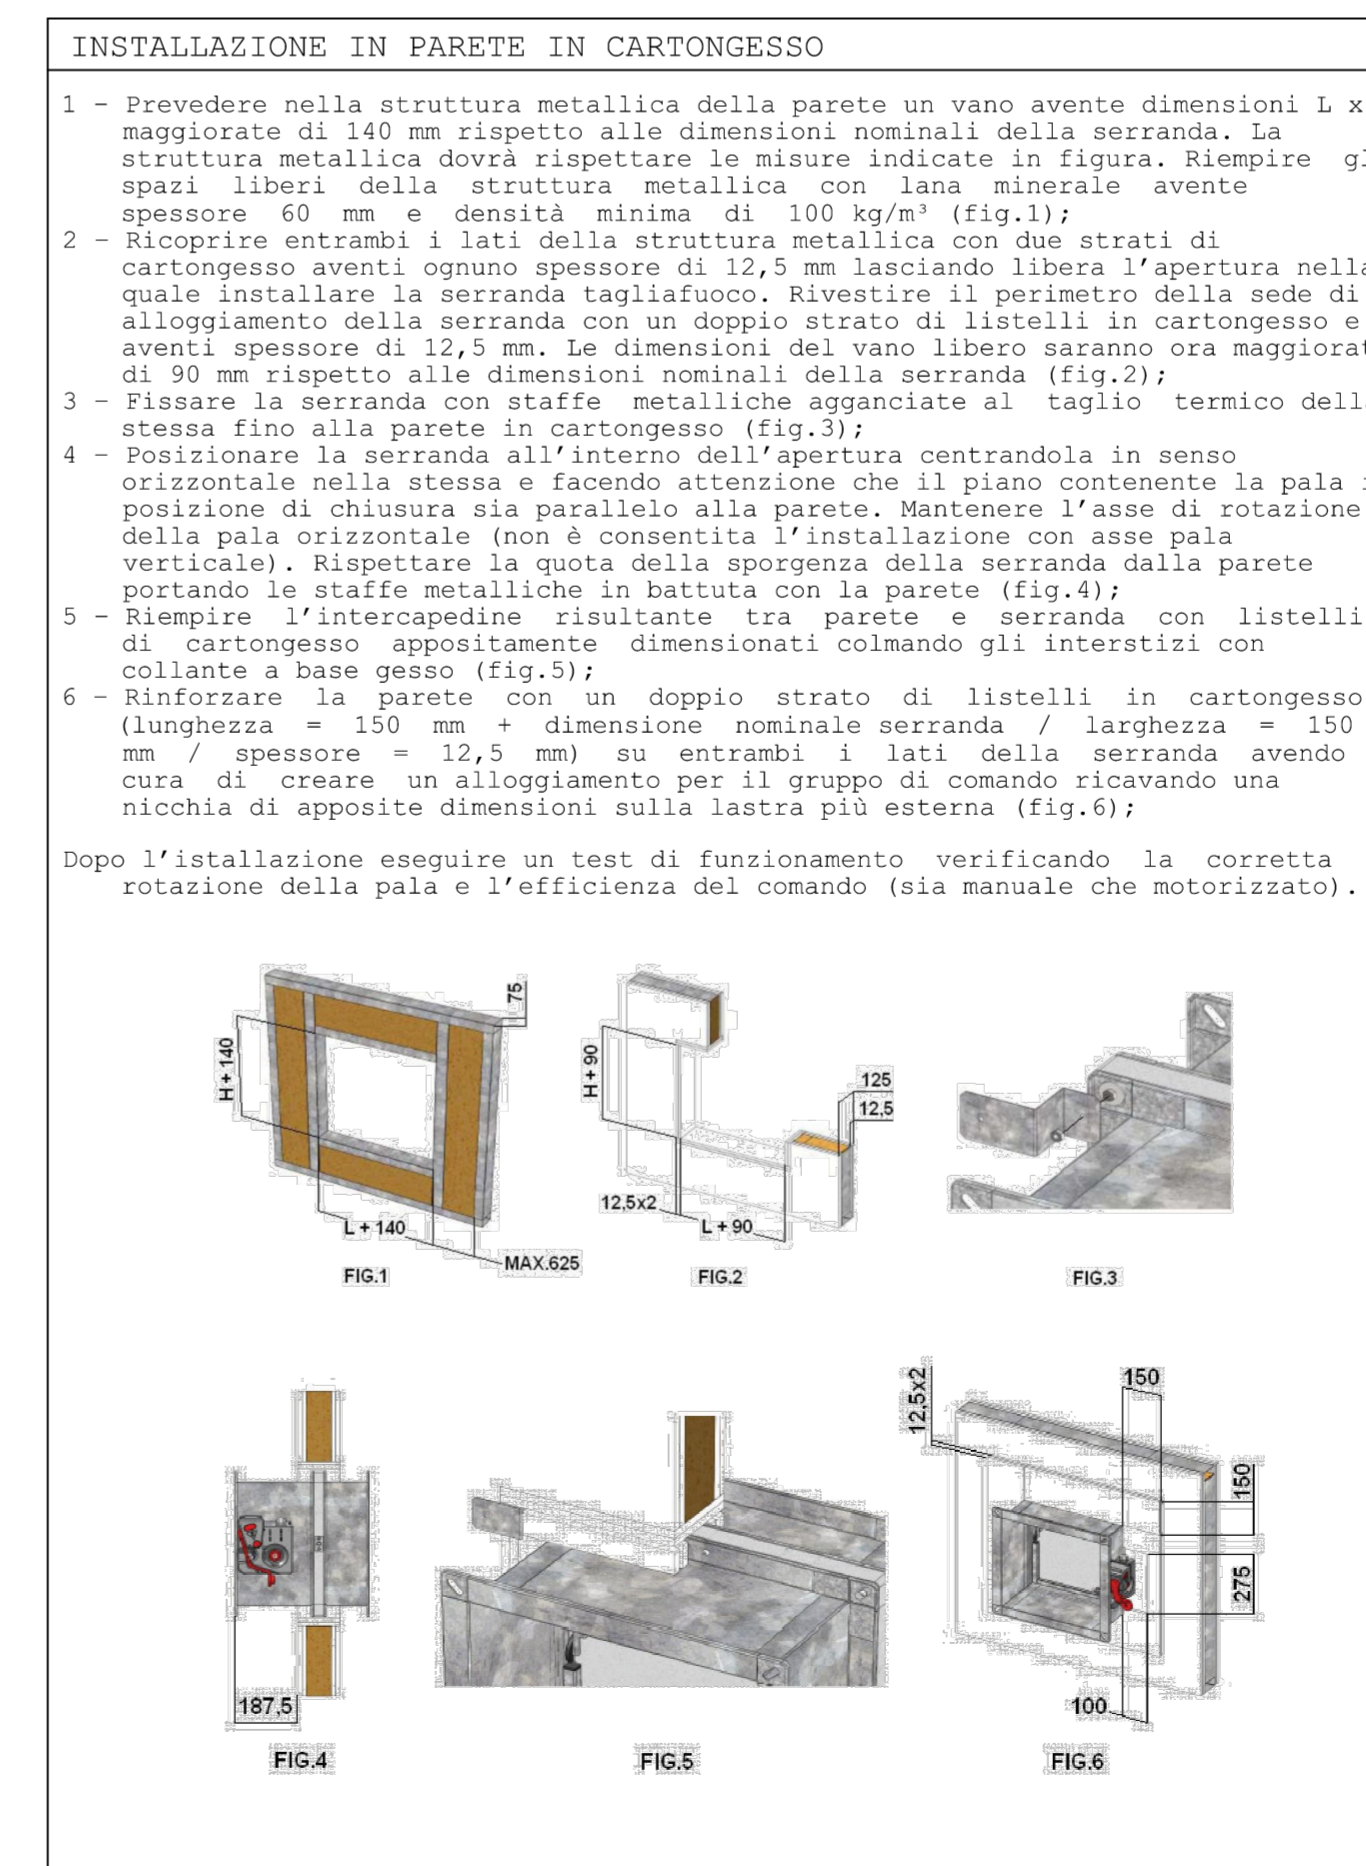 INSTALLAZIONE IN PARETE IN CARTONGESSO
1 - Prevedere nella struttura metallica della parete un vano avente dimensioni L x
maggiorate di 140 mm rispetto alle dimensioni nominali della serranda. La
struttura metallica dovrà rispettare le misure indicate in figura. Riempire
spazi liberi della struttura metallica con lana minerale avente
spessore 60 mm e densità minima di 100 kg/m³ (fig.1);
2 - Ricoprire entrambi i lati della struttura metallica con due strati di
cartongesso aventi ognuno spessore di 12,5 mm lasciando libera l'apertura nella
quale installare la serranda tagliafuoco. Rivestire il perimetro della sede di
alloggiamento della serranda con un doppio strato di listelli in cartongesso e
aventi spessore di 12,5 mm. Le dimensioni del vano libero saranno ora maggiorat
di 90 mm rispetto alle dimensioni nominali della serranda (fig.2);
3 - Fissare la serranda con staffe metalliche agganciate al taglio termico della
stessa fino alla parete in cartongesso (fig.3);
4 - Posizionare la serranda all'interno dell'apertura centrandola in senso
orizzontale nella stessa e facendo attenzione che il piano contenente la pala
posizione di chiusura sia parallelo alla parete. Mantenere l'asse di rotazione
della pala orizzontale (non è consentita l'installazione con asse pala
verticale). Rispettare la quota della sporgenza della serranda dalla parete
portando le staffe metalliche in battuta con la parete (fig.4);
5 - Riempire l'intercapedine risultante tra parete e serranda con listelli
di cartongesso appositamente dimensionati colmando gli interstizi con
collante a base gesso (fig.5);
6 - Rinforzare la parete con un doppio strato di listelli in cartongesso
(lunghezza = 150 mm + dimensione nominale serranda / larghezza = 150
mm / spessore = 12,5 mm) su entrambi i lati della serranda avendo
cura di creare un alloggiamento per il gruppo di comando ricavando una
nicchia di apposite dimensioni sulla lastra più esterna (fig.6);
Dopo l'istallazione eseguire un test di funzionamento verificando la corretta
rotazione della pala e l'efficienza del comando (sia manuale che motorizzato).
75
H + 140
L + 140
MAX.625
FIG.1
H + 90
125
12,5
12,5x2
L + 90
FIG.2
FIG.3
187,5
FIG.4
FIG.5
12,5x2
150
150
275
100
FIG.6